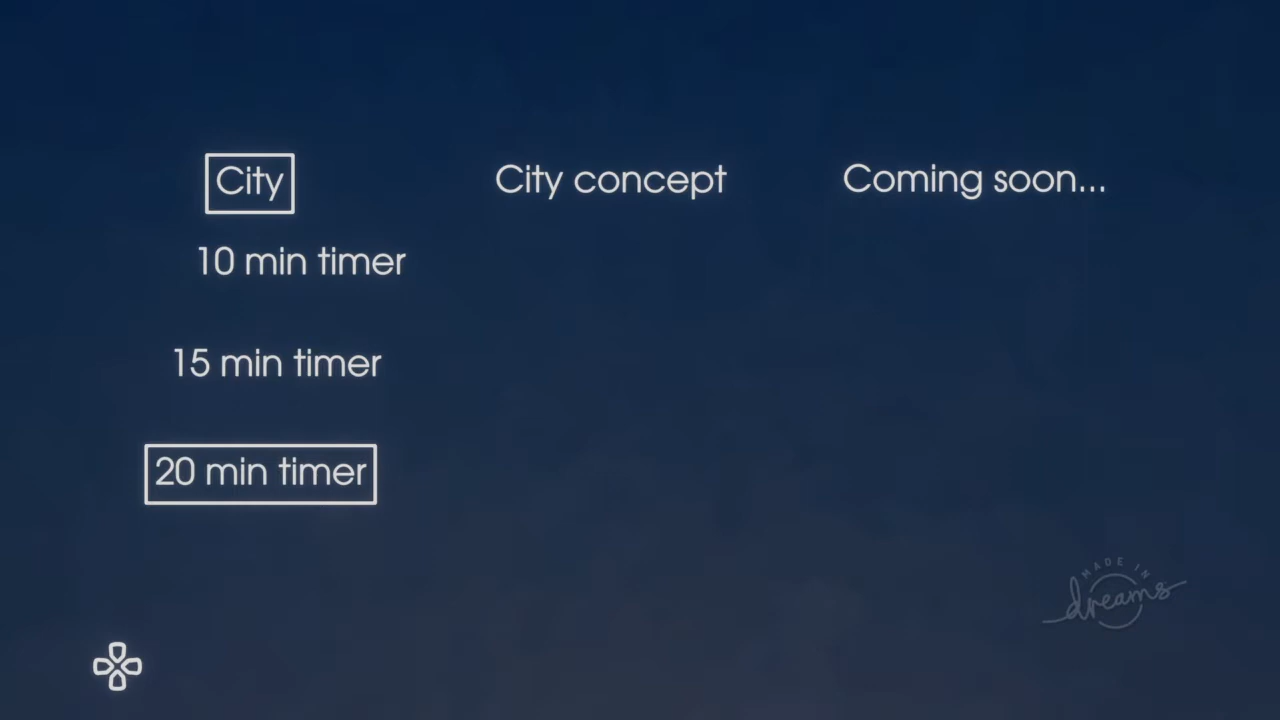 City
City concept
Coming soon...
10 min timer
15 min timer
20 min timer
MADE IN
dreams